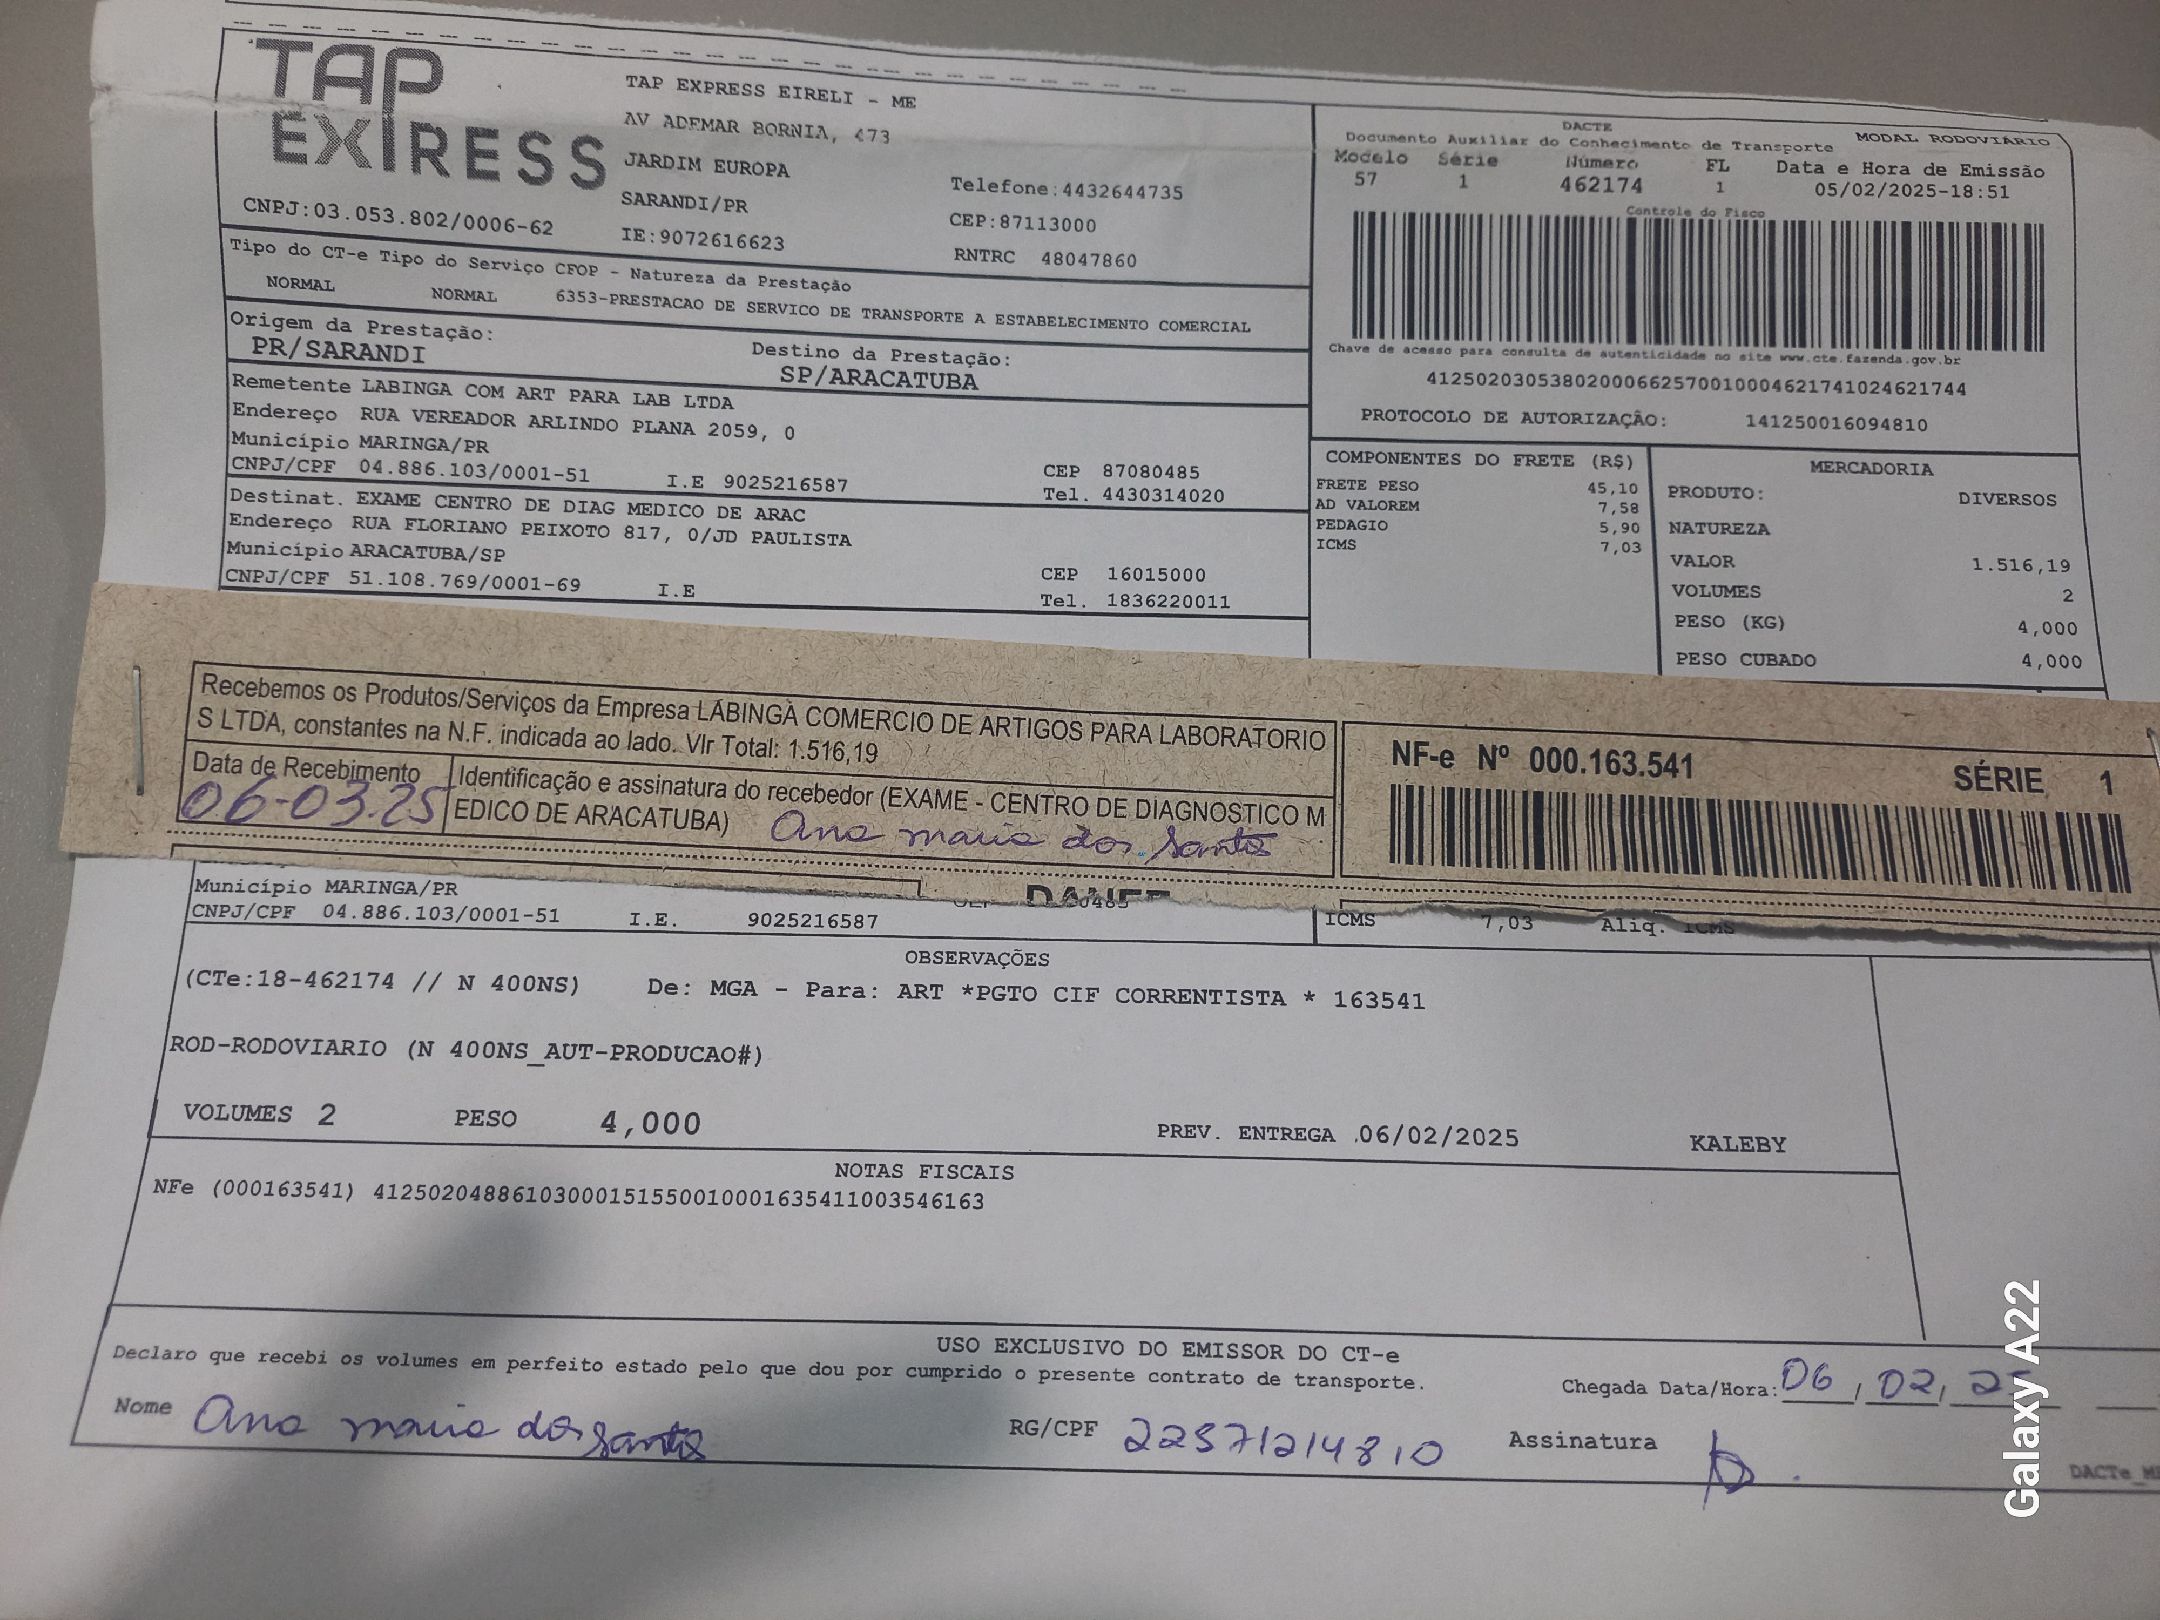 TAP EXPRESS
TAP EXPRESS EIRELI - ME
AV ADEMAR BORNIA, 473
JARDIM EUROPA
SARANDI/PR
IE:9072616623
Telefone:4432644735
CEP:87113000
RNTRC 48047860
CNPJ:03.053.802/0006-62
DACTE
MODAL RODOVIÁRIO
Documento Auxiliar do Conhecimento de Transporte
Modelo Série Número FL Data e Hora de Emissão
57 1 462174 1 05/02/2025-18:51
Controle do Fisco
Chave de acesso para consulta de autenticidade no site www.cte.fazenda.gov.br
41250203053802000662570010004621741024621744
PROTOCOLO DE AUTORIZAÇÃO: 141250016094810
Tipo do CT-e Tipo do Serviço CFOP - Natureza da Prestação
NORMAL NORMAL 6353-PRESTACAO DE SERVICO DE TRANSPORTE A ESTABELECIMENTO COMERCIAL
Origem da Prestação: Destino da Prestação:
PR/SARANDI SP/ARACATUBA
Remetente LABINGA COM ART PARA LAB LTDA
Endereço RUA VEREADOR ARLINDO PLANA 2059, 0
Município MARINGA/PR
CNPJ/CPF 04.886.103/0001-51 I.E 9025216587
CEP 87080485
Tel. 4430314020
Destinat. EXAME CENTRO DE DIAG MEDICO DE ARAC
Endereço RUA FLORIANO PEIXOTO 817, 0/JD PAULISTA
Município ARACATUBA/SP
CNPJ/CPF 51.108.769/0001-69 I.E
CEP 16015000
Tel. 1836220011
COMPONENTES DO FRETE (R$)
FRETE PESO 45,10
AD VALOREM 7,58
PEDAGIO 5,90
ICMS 7,03
MERCADORIA
PRODUTO: DIVERSOS
NATUREZA
VALOR 1.516,19
VOLUMES 2
PESO (KG) 4,000
PESO CUBADO 4,000
Recebemos os Produtos/Serviços da Empresa LABINGA COMERCIO DE ARTIGOS PARA LABORATORIO
S LTDA, constantes na N.F. indicada ao lado. Vlr Total: 1.516,19
Data de Recebimento
06-03-25
Identificação e assinatura do recebedor (EXAME - CENTRO DE DIAGNOSTICO M
EDICO DE ARACATUBA) Ana maria dos santos
NF-e Nº 000.163.541 SÉRIE 1
DANFE
Município MARINGA/PR
CNPJ/CPF 04.886.103/0001-51 I.E. 9025216587
ICMS 7,03 Aliq. ICMS
OBSERVAÇÕES
(CTe:18-462174 // N 400NS) De: MGA - Para: ART *PGTO CIF CORRENTISTA * 163541
ROD-RODOVIARIO (N 400NS_AUT-PRODUCAO#)
VOLUMES 2 PESO 4,000
PREV. ENTREGA .06/02/2025 KALEBY
NOTAS FISCAIS
NFe (000163541) 41250204886103000151550010001635411003546163
USO EXCLUSIVO DO EMISSOR DO CT-e
Declaro que recebi os volumes em perfeito estado pelo que dou por cumprido o presente contrato de transporte.
Chegada Data/Hora: 06 / 02 /
Nome Ana maria dos santos
RG/CPF
Assinatura
Galaxy A22